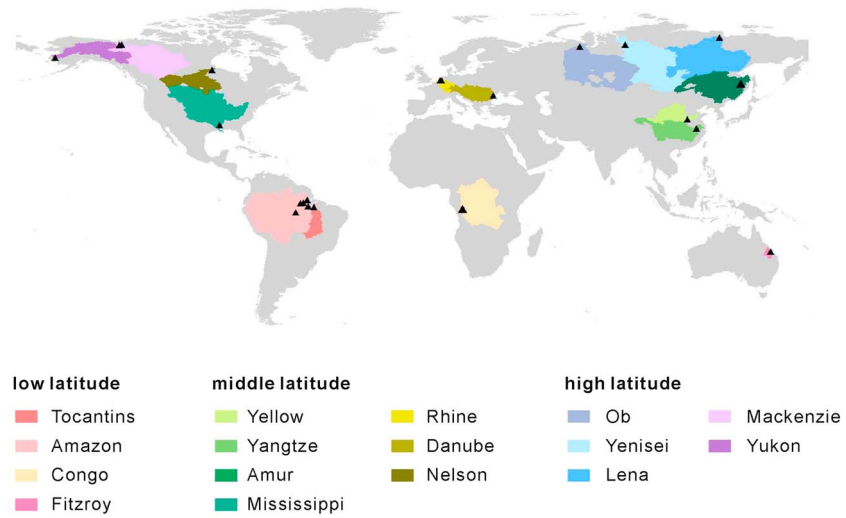 low latitude
Tocantins
Amazon
Congo
Fitzroy
middle latitude
Yellow
Yangtze
Amur
Mississippi
Rhine
Danube
Nelson
high latitude
Ob
Yenisei
Lena
Mackenzie
Yukon